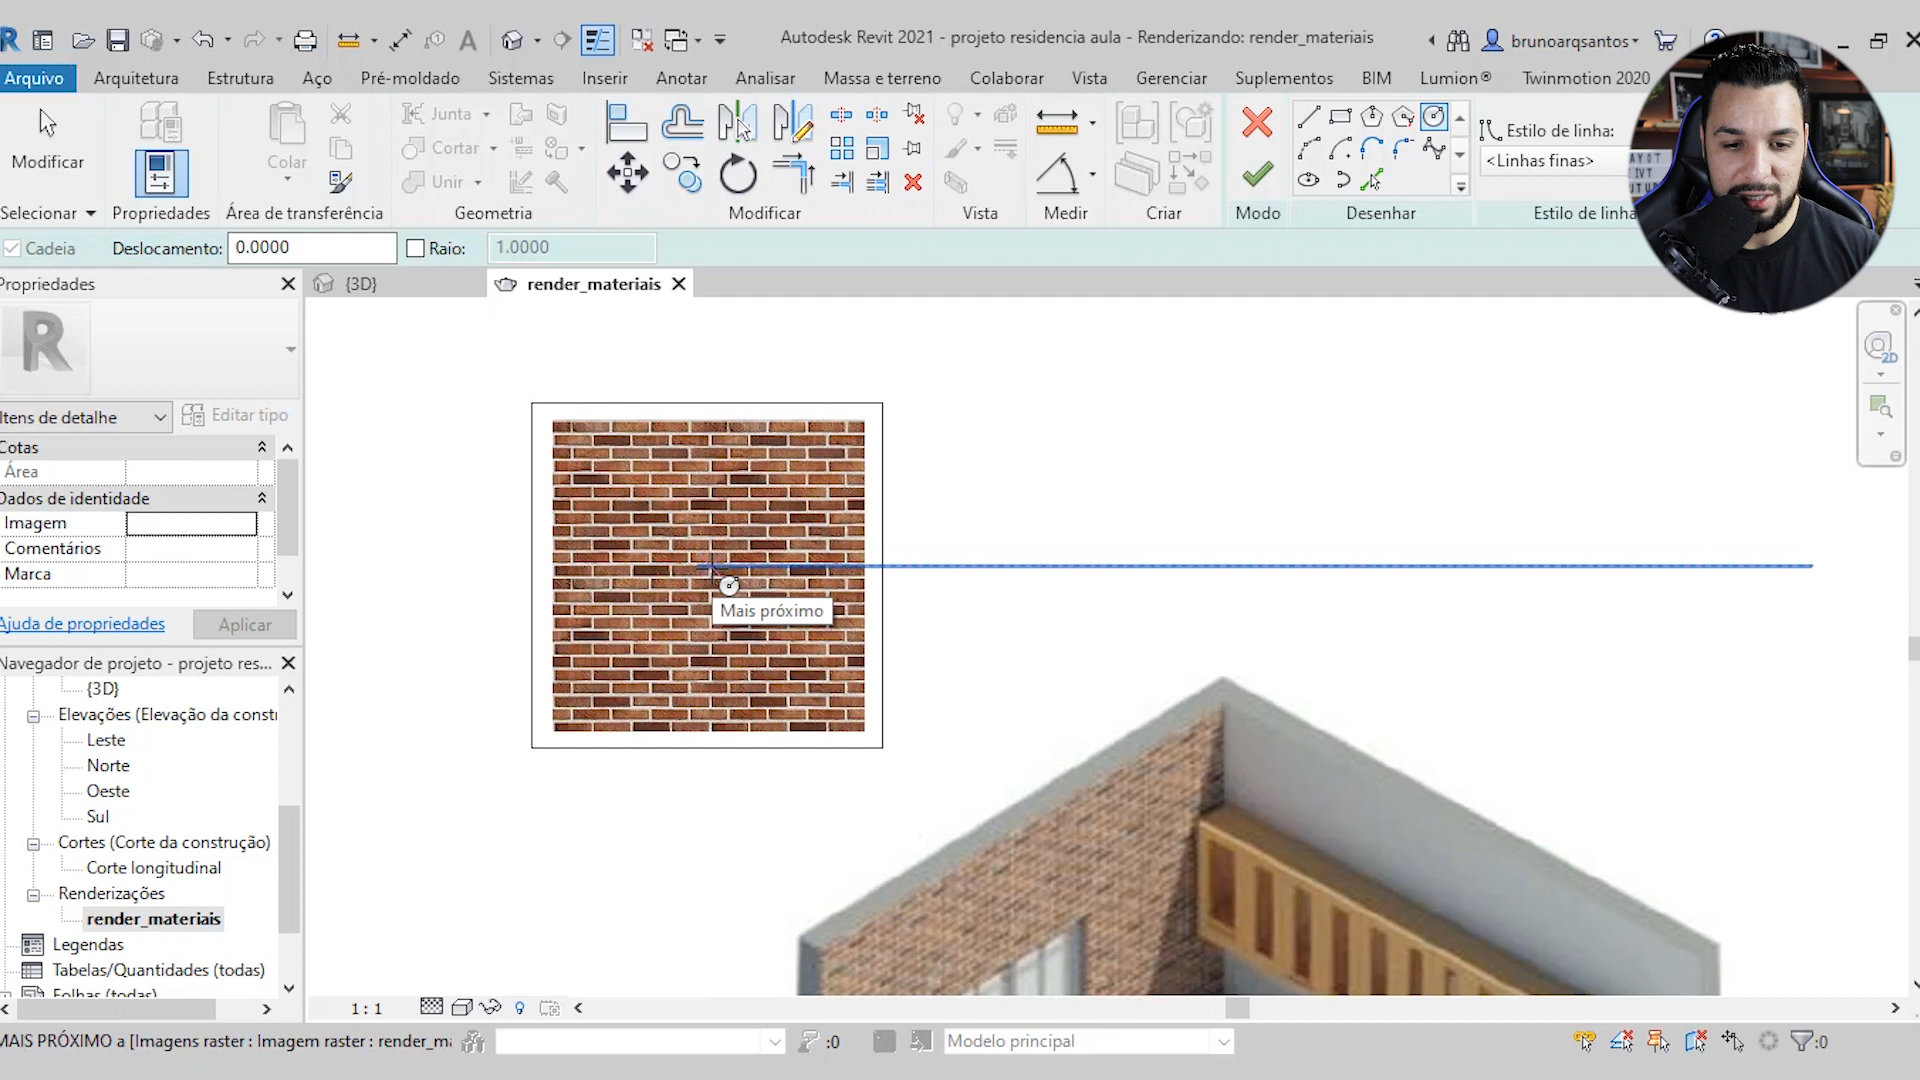 Autodesk Revit 2021 - projeto residencia aula - Renderizando: render_materiais
brunoarqsantos
Arquivo Arquitetura Estrutura Aço Pré-moldado Sistemas Inserir Anotar Analisar Massa e terreno Colaborar Vista Gerenciar Suplementos BIM Lumion® Twinmotion 2020
Junta
Cortar
Unir
Modificar
Colar
Estilo de linha:
<Linhas finas>
Selecionar Propriedades Área de transferência Geometria Modificar Vista Medir Criar Modo Desenhar Estilo de linha
Cadeia Deslocamento: 0.0000 Raio: 1.0000
Propriedades
{3D} render_materiais
R
Itens de detalhe Editar tipo
Cotas
Área
Dados de identidade
Imagem
Comentários
Marca
Ajuda de propriedades Aplicar
Mais próximo
2D
Navegador de projeto - projeto res...
{3D}
Elevações (Elevação da constr
Leste
Norte
Oeste
Sul
Cortes (Corte da construção)
Corte longitudinal
Renderizações
render_materiais
Legendas
Tabelas/Quantidades (todas)
Folhas (todas)
1 : 1
MAIS PRÓXIMO a [Imagens raster : Imagem raster : render_ma
:0
Modelo principal
:0